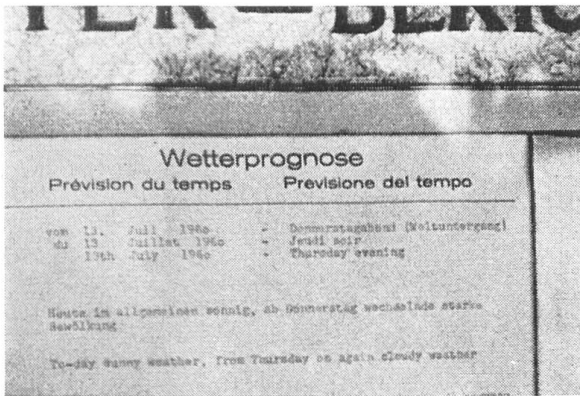 TER — BERIC
Wetterprognose
Prévision du temps Previsione del tempo
vom 13. Juli 1960 - Donnerstagabend (Weltuntergang)
du 13 Juillet 1960 - Jeudi soir
13th July 1960 - Thursday evening
Heute im allgemeinen sonnig, ab Donnerstag wechselnde starke
Bewölkung
To-day sunny weather, from Thursday on again cloudy weather